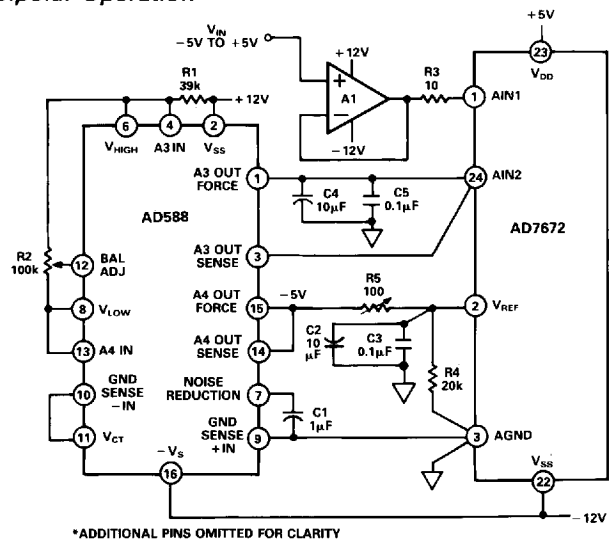 +5V
VIN
−5V TO +5V
+12V
23
VDD
R1
39k
+12V
A1
+
−
R3
10
1
AIN1
−12V
6
4
2
VHIGH
A3 IN
VSS
A3 OUT
FORCE
1
24
AIN2
C4
10μF
C5
0.1μF
AD588
AD7672
R2
100k
12
BAL
ADJ
A3 OUT
SENSE
3
8
VLOW
A4 OUT
FORCE
15
−5V
R5
100
2
VREF
13
A4 IN
A4 OUT
SENSE
14
C2
10
μF
C3
0.1μF
R4
20k
10
GND
SENSE
−IN
NOISE
REDUCTION
7
C1
1μF
11
VCT
GND
SENSE
+IN
9
3
AGND
−VS
16
VSS
22
−12V
*ADDITIONAL PINS OMITTED FOR CLARITY